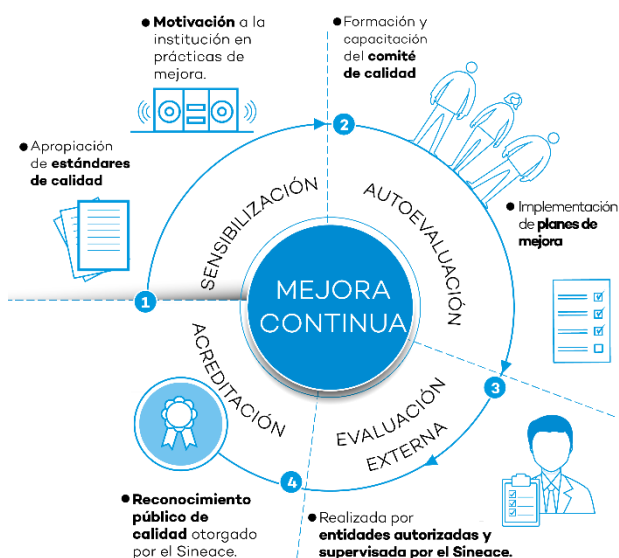 ● Motivación a la
institución en
prácticas de
mejora.
● Formación y
capacitación
del comité
de calidad
● Apropiación
de estándares
de calidad
● Implementación
de planes de
mejora
1
SENSIBILIZACIÓN
2
AUTOEVALUACIÓN
MEJORA
CONTINUA
3
EVALUACIÓN
EXTERNA
4
ACREDITACIÓN
● Reconocimiento
público de
calidad otorgado
por el Sineace.
● Realizada por
entidades autorizadas y
supervisada por el Sineace.